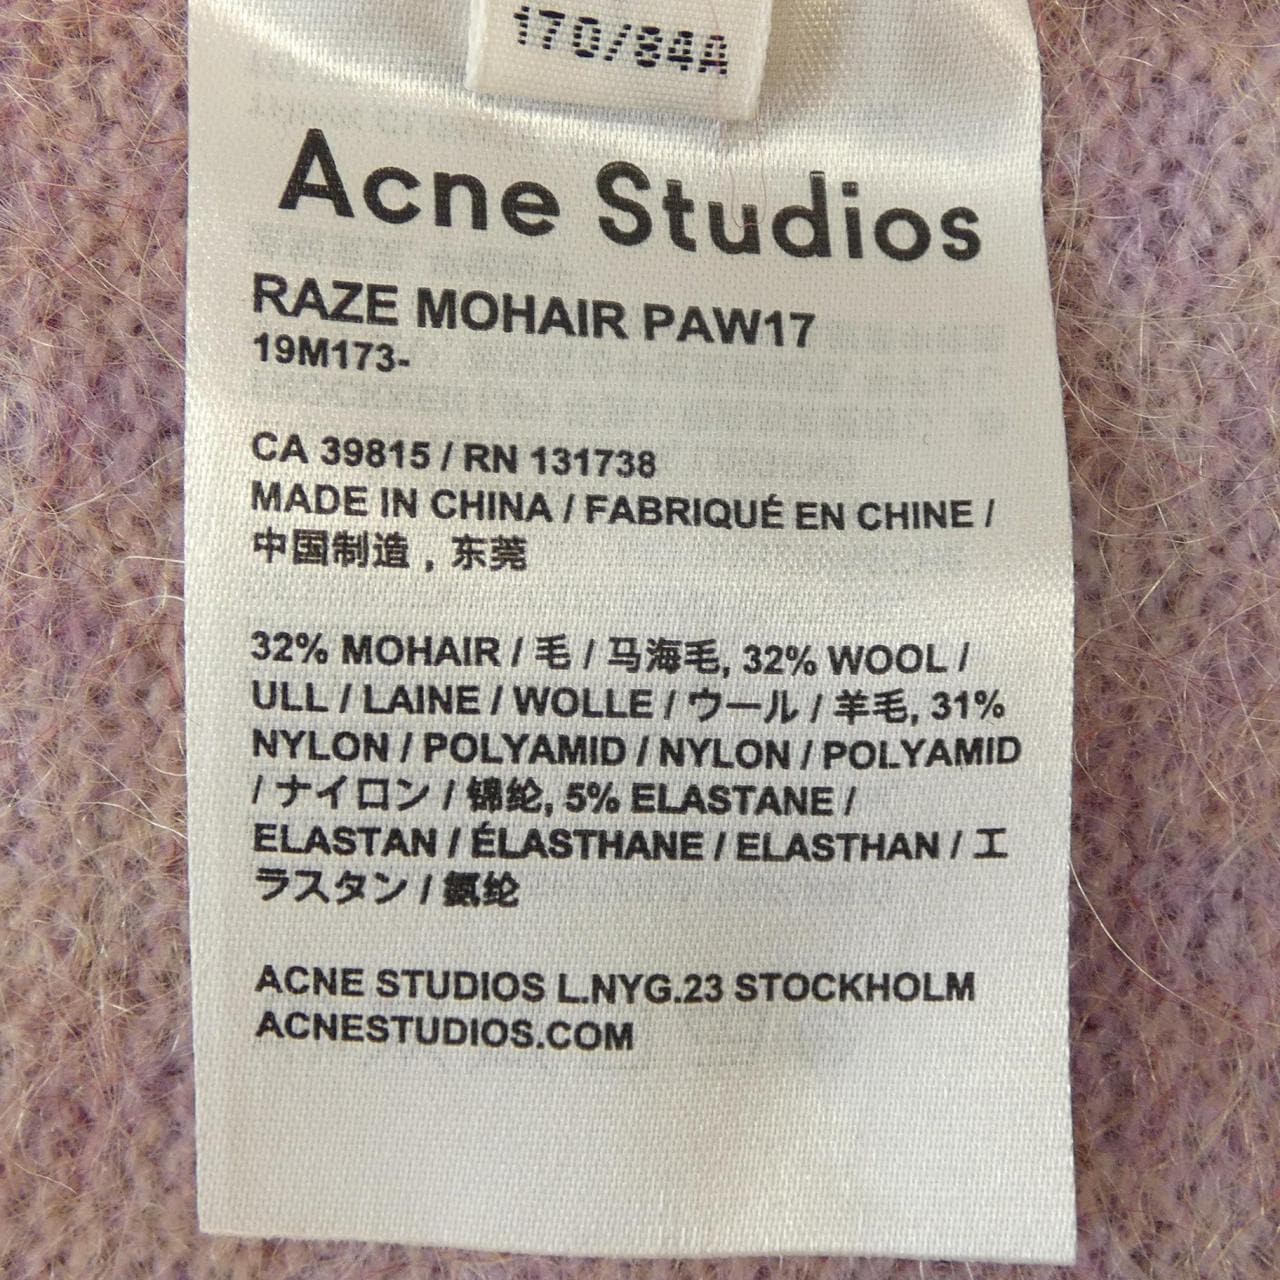 170/84A
Acne Studios
RAZE MOHAIR PAW17
19M173-
CA 39815 / RN 131738
MADE IN CHINA / FABRIQUÉ EN CHINE /
中国制造 , 东莞
32% MOHAIR / 毛 / 马海毛, 32% WOOL /
ULL / LAINE / WOLLE / ウール / 羊毛, 31%
NYLON / POLYAMID / NYLON / POLYAMID
/ ナイロン / 锦纶, 5% ELASTANE /
ELASTAN / ÉLASTHANE / ELASTHAN / エ
ラスタン / 氨纶
ACNE STUDIOS L.NYG.23 STOCKHOLM
ACNESTUDIOS.COM